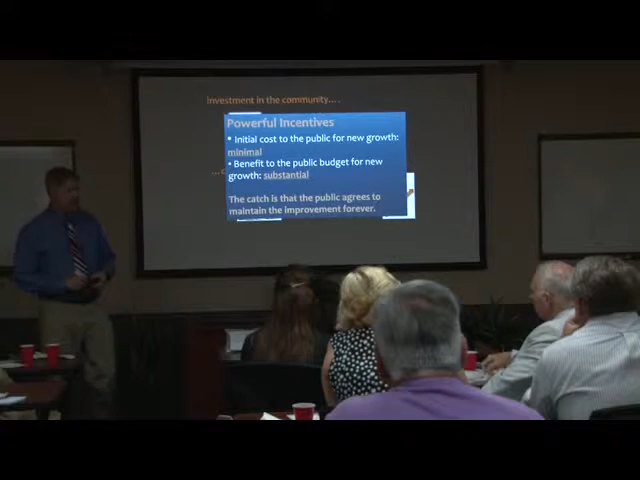 investment in the community....
Powerful Incentives
• Initial cost to the public for new growth:
minimal
• Benefit to the public budget for new
growth: substantial
The catch is that the public agrees to
maintain the improvement forever.